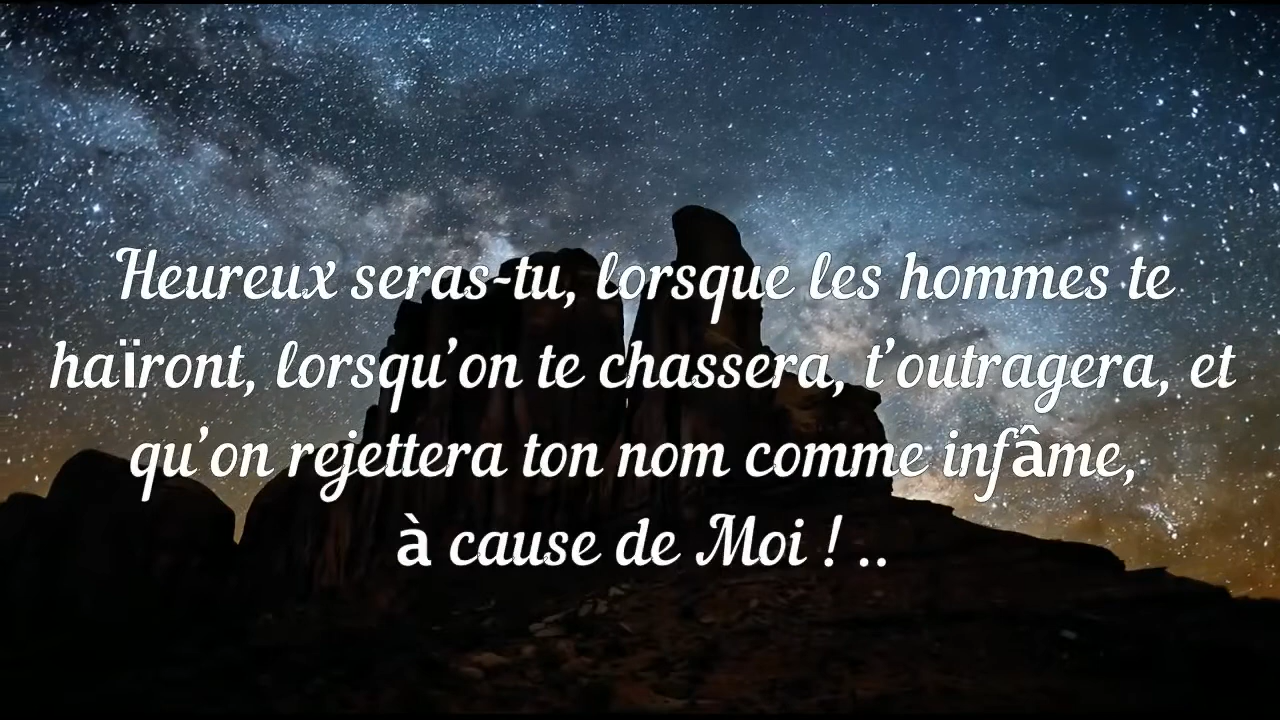 Heureux seras-tu, lorsque les hommes te
haïront, lorsqu’on te chassera, t’outragera, et
qu’on rejettera ton nom comme infâme,
à cause de Moi ! ..